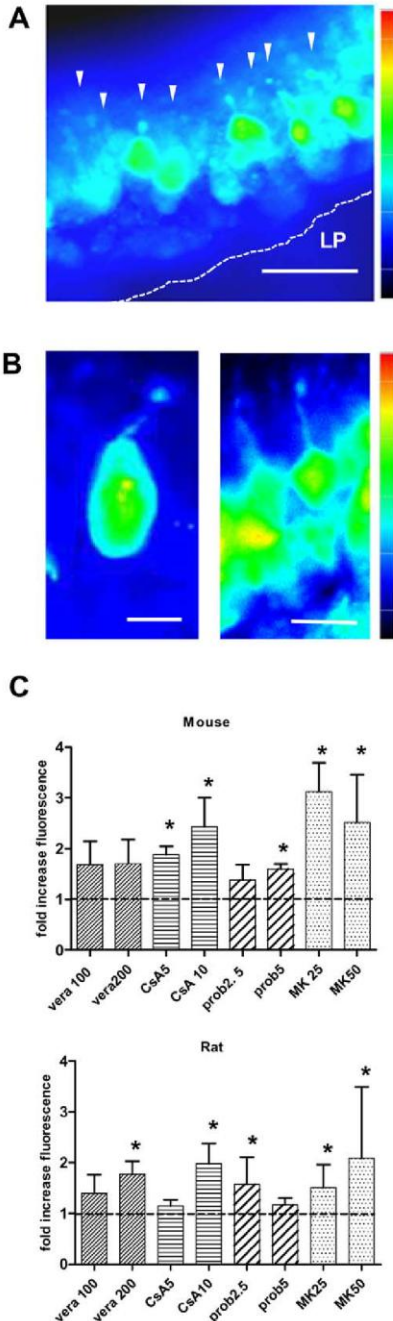 A
LP
B
C
Mouse
fold increase fluorescence
4
3
2
1
0
* * * * *
vera 100 vera200 CsA5 CsA 10 prob2. 5 prob5 MK 25 MK50
Rat
fold increase fluorescence
4
3
2
1
0
* * * * *
vera 100 vera 200 CsA5 CsA10 prob2.5 prob5 MK25 MK50